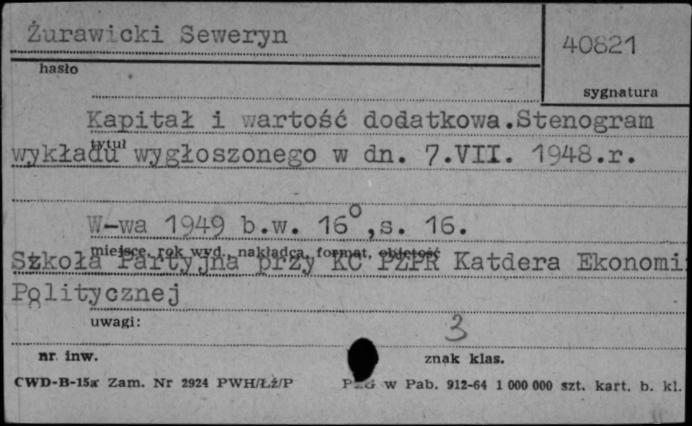 Żurawicki Seweryn
40821
hasło
sygnatura
Kapitał i wartość dodatkowa.Stenogram
tytuł
wykładu wygłoszonego w dn. 7.VII. 1948.r.
W-wa 1949 b.w. 16°,s. 16.
miejsce, rok wyd., nakładca, format, objętość
Szkoła Partyjna przy KC PZPR Katdera Ekonomi
Politycznej
uwagi:
3
nr. inw.
znak klas.
CWD-B-15a Zam. Nr 2924 PWH/Łź/P
w Pab. 912-64 1 000 000 szt. kart. b. kl.